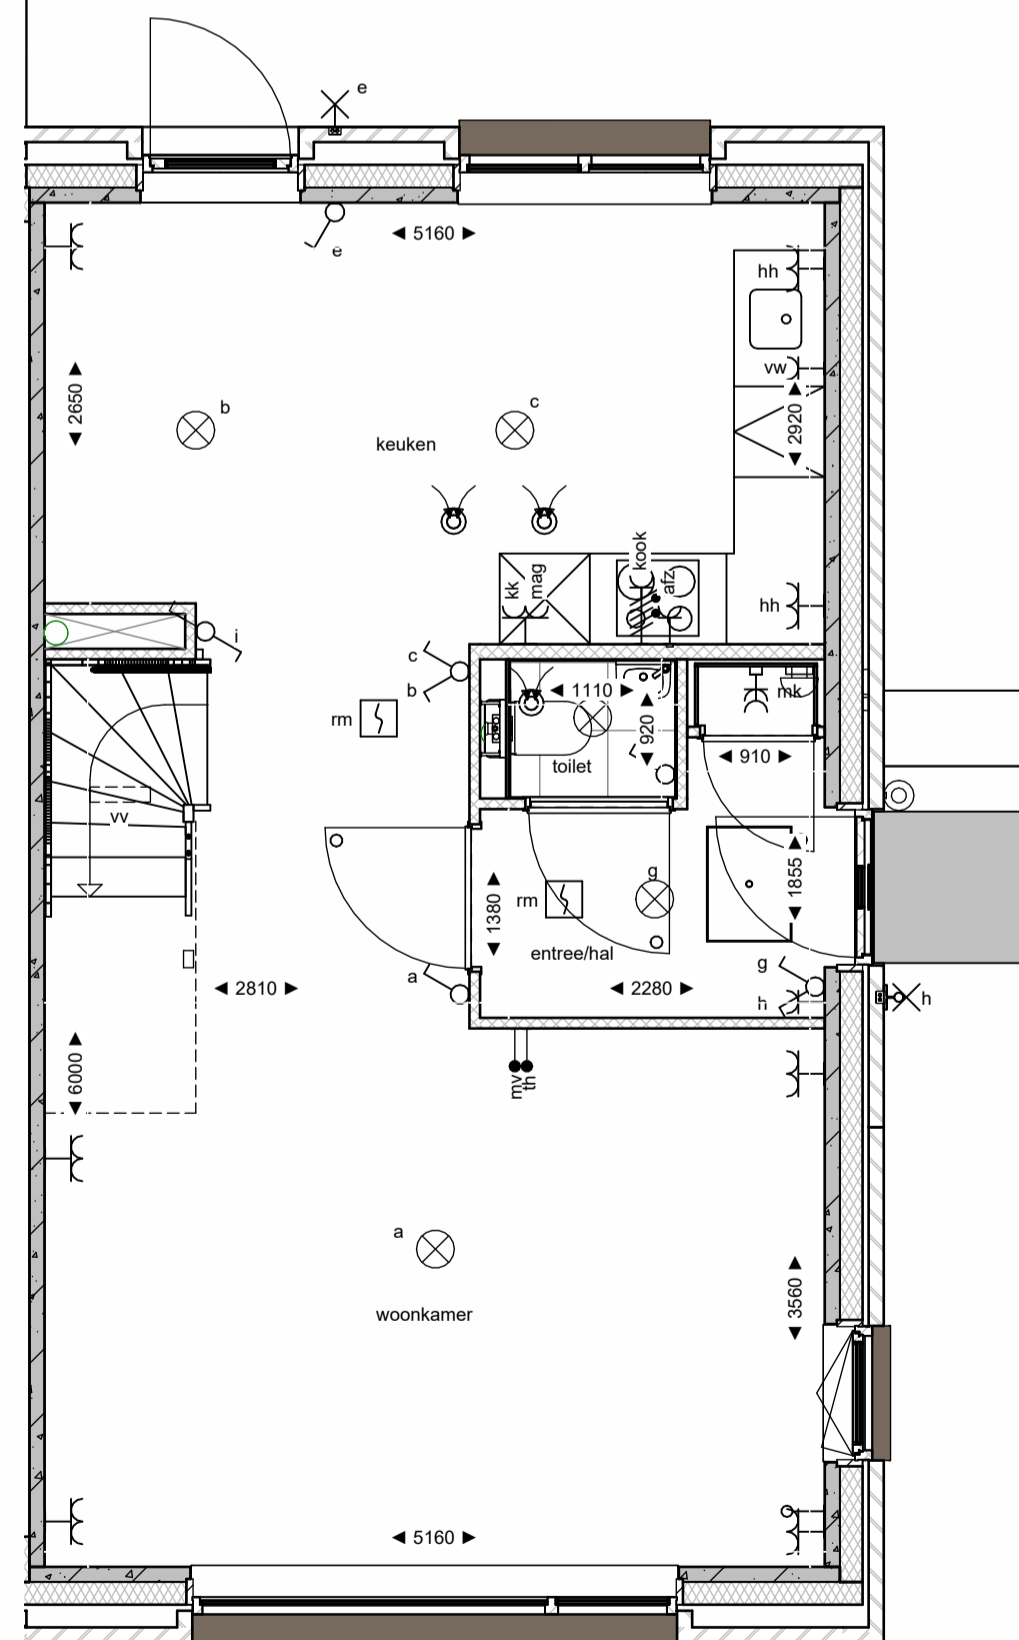 e
e
5160
hh
vw
2650
b
c
2920
keuken
kook
kk
mag
afz
hh
i
c
b
1110
mk
rm
920
910
toilet
vv
g
1855
rm
1380
entree/hal
a
g
2810
2280
h
h
6000
mv
th
a
3560
woonkamer
5160